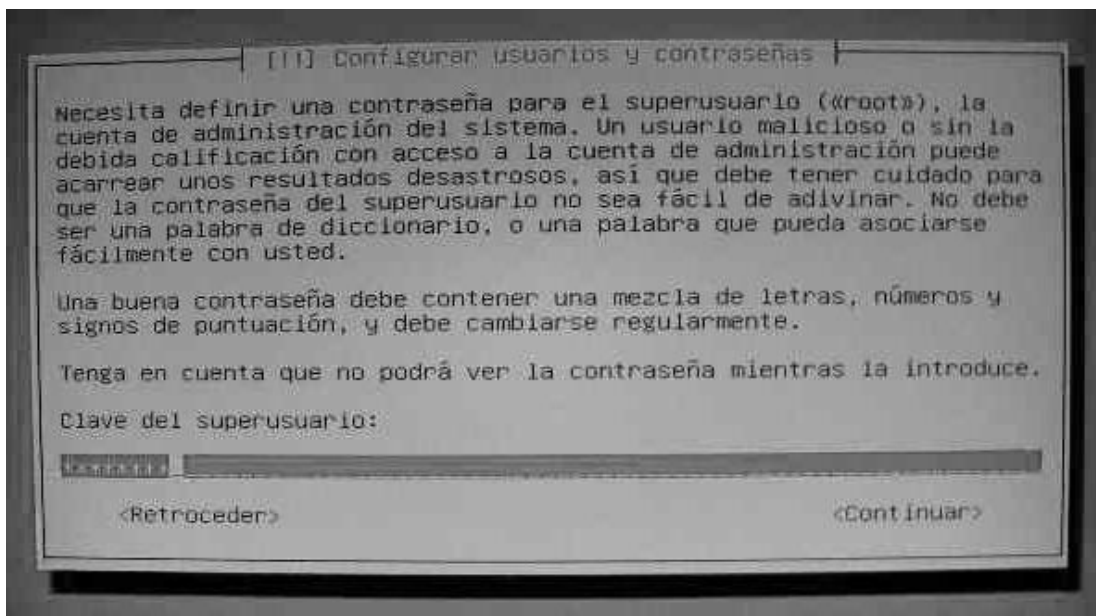 [!!] Configurar usuarios y contraseñas
Necesita definir una contraseña para el superusuario («root»), la
cuenta de administración del sistema. Un usuario malicioso o sin la
debida calificación con acceso a la cuenta de administración puede
acarrear unos resultados desastrosos, así que debe tener cuidado para
que la contraseña del superusuario no sea fácil de adivinar. No debe
ser una palabra de diccionario, o una palabra que pueda asociarse
fácilmente con usted.
Una buena contraseña debe contener una mezcla de letras, números y
signos de puntuación, y debe cambiarse regularmente.
Tenga en cuenta que no podrá ver la contraseña mientras la introduce.
Clave del superusuario:
<Retroceder> <Continuar>